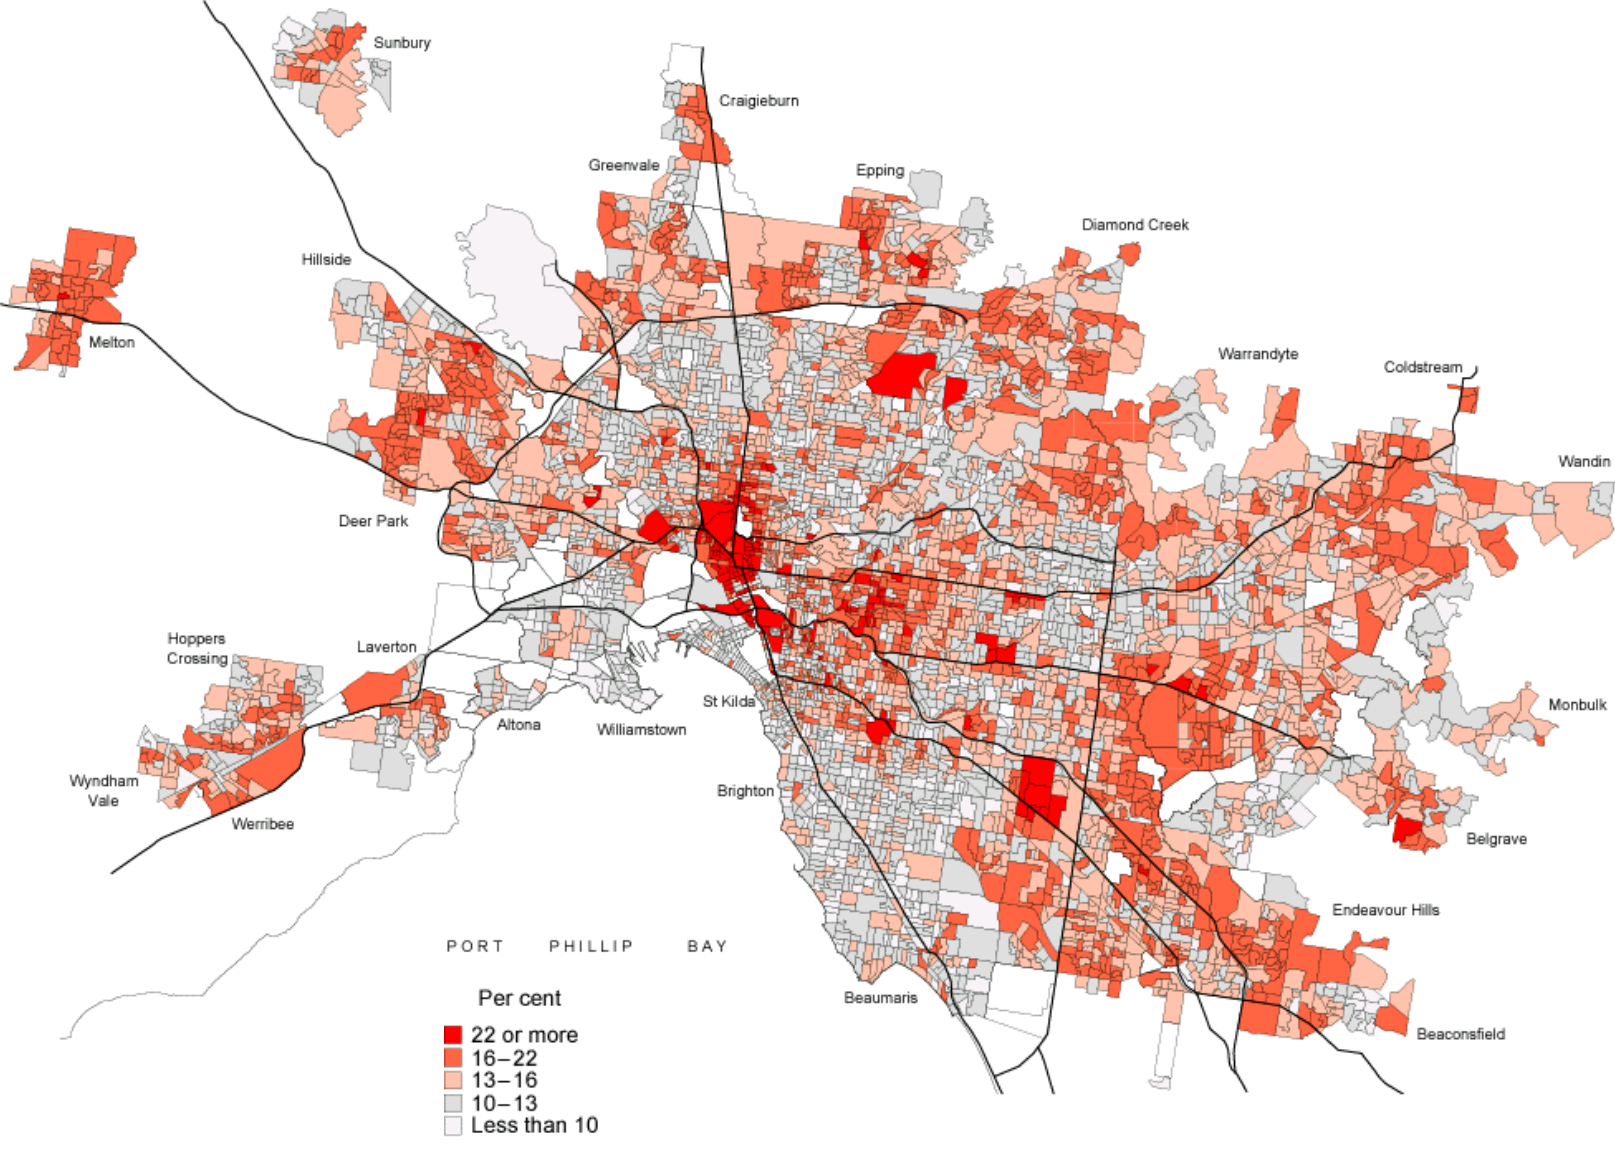 Sunbury
Craigieburn
Greenvale
Epping
Diamond Creek
Hillside
Melton
Warrandyte
Coldstream
Wandin
Deer Park
Hoppers
Crossing
Laverton
St Kilda
Monbulk
Altona
Williamstown
Wyndham
Vale
Brighton
Werribee
Belgrave
Endeavour Hills
PORT PHILLIP BAY
Beaumaris
Beaconsfield
Per cent
22 or more
16–22
13–16
10–13
Less than 10